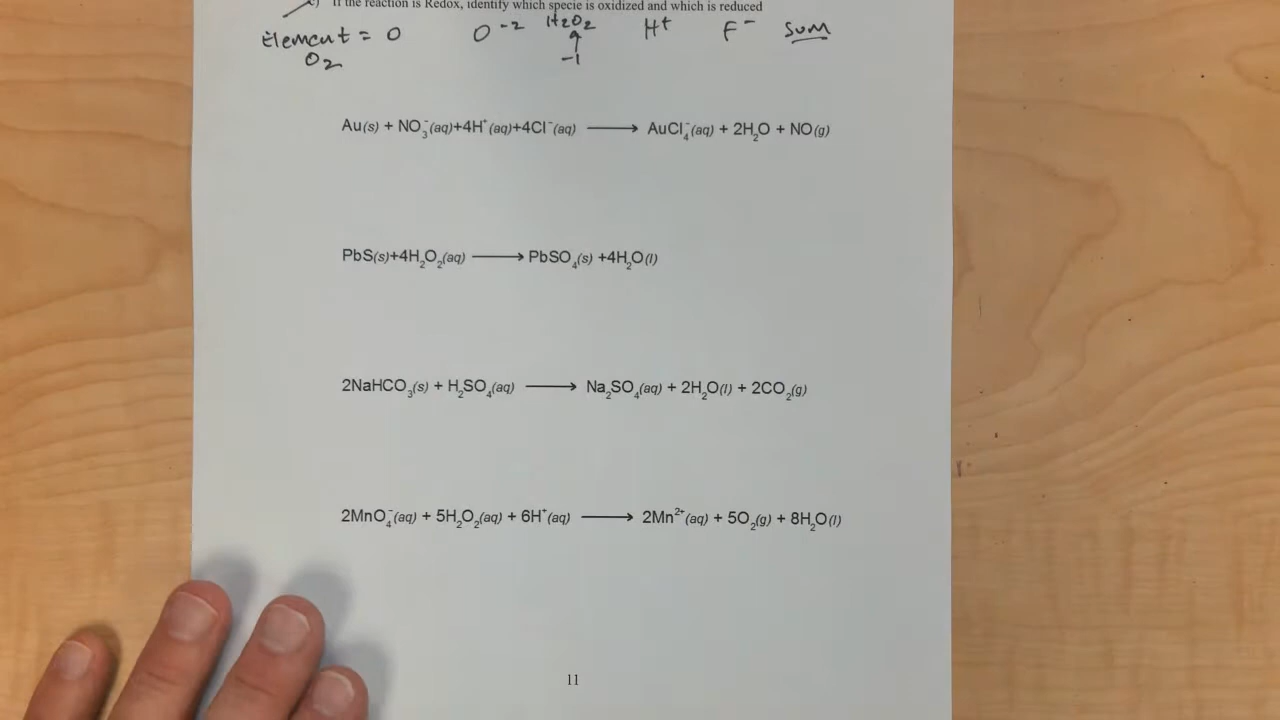 c) If the reaction is Redox, identify which specie is oxidized and which is reduced
Element = 0 O⁻² H₂O₂ H⁺ F⁻ Sum
O₂ -1
Au(s) + NO₃⁻(aq)+4H⁺(aq)+4Cl⁻(aq) ⟶ AuCl₄⁻(aq) + 2H₂O + NO(g)
PbS(s)+4H₂O₂(aq) ⟶ PbSO₄(s) +4H₂O(l)
2NaHCO₃(s) + H₂SO₄(aq) ⟶ Na₂SO₄(aq) + 2H₂O(l) + 2CO₂(g)
2MnO₄⁻(aq) + 5H₂O₂(aq) + 6H⁺(aq) ⟶ 2Mn²⁺(aq) + 5O₂(g) + 8H₂O(l)
11